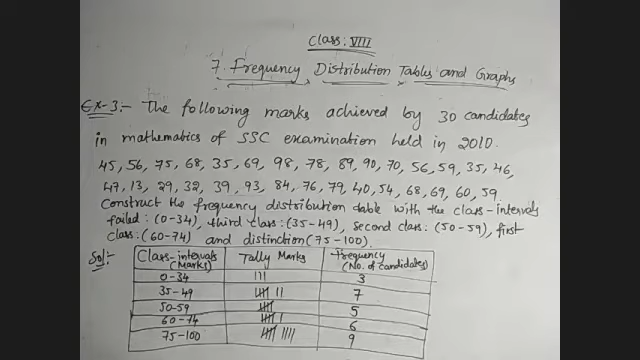 Class: VIII
7. Frequency Distribution Tables and Graphs
Ex-3:- The following marks achieved by 30 candidates
in mathematics of SSC examination held in 2010.
45, 56, 75, 68, 35, 69, 98, 78, 89, 90, 70, 56, 59, 35, 46,
47, 13, 29, 32, 39, 93, 84, 76, 79, 40, 54, 68, 69, 60, 59.
Construct the frequency distribution table with the class-intervals
failed: (0-34), third class: (35-49), second class: (50-59), first
class: (60-74) and distinction (75-100).
Sol:- Class-intervals (Marks) Tally Marks Frequency (No. of candidates)
0-34 ||| 3
35-49 |||| || 7
50-59 |||| 5
60-74 |||| | 6
75-100 |||| |||| 9